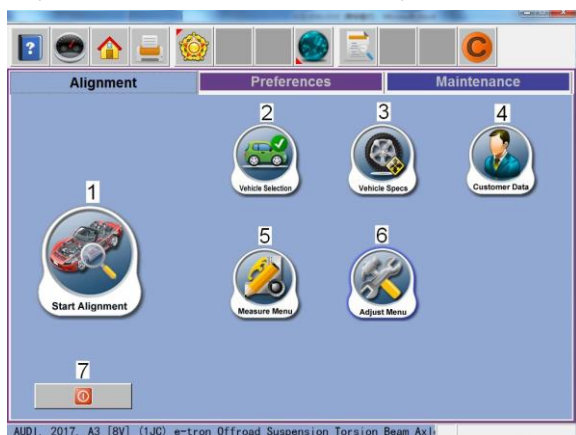 ?
C
Alignment Preferences Maintenance
2 3 4
Vehicle Selection Vehicle Specs Customer Data
1
Start Alignment
5 6
Measure Menu Adjust Menu
7
AUDI, 2017, A3 [8V] (1JC) e-tron Offroad Suspension Torsion Beam Axl